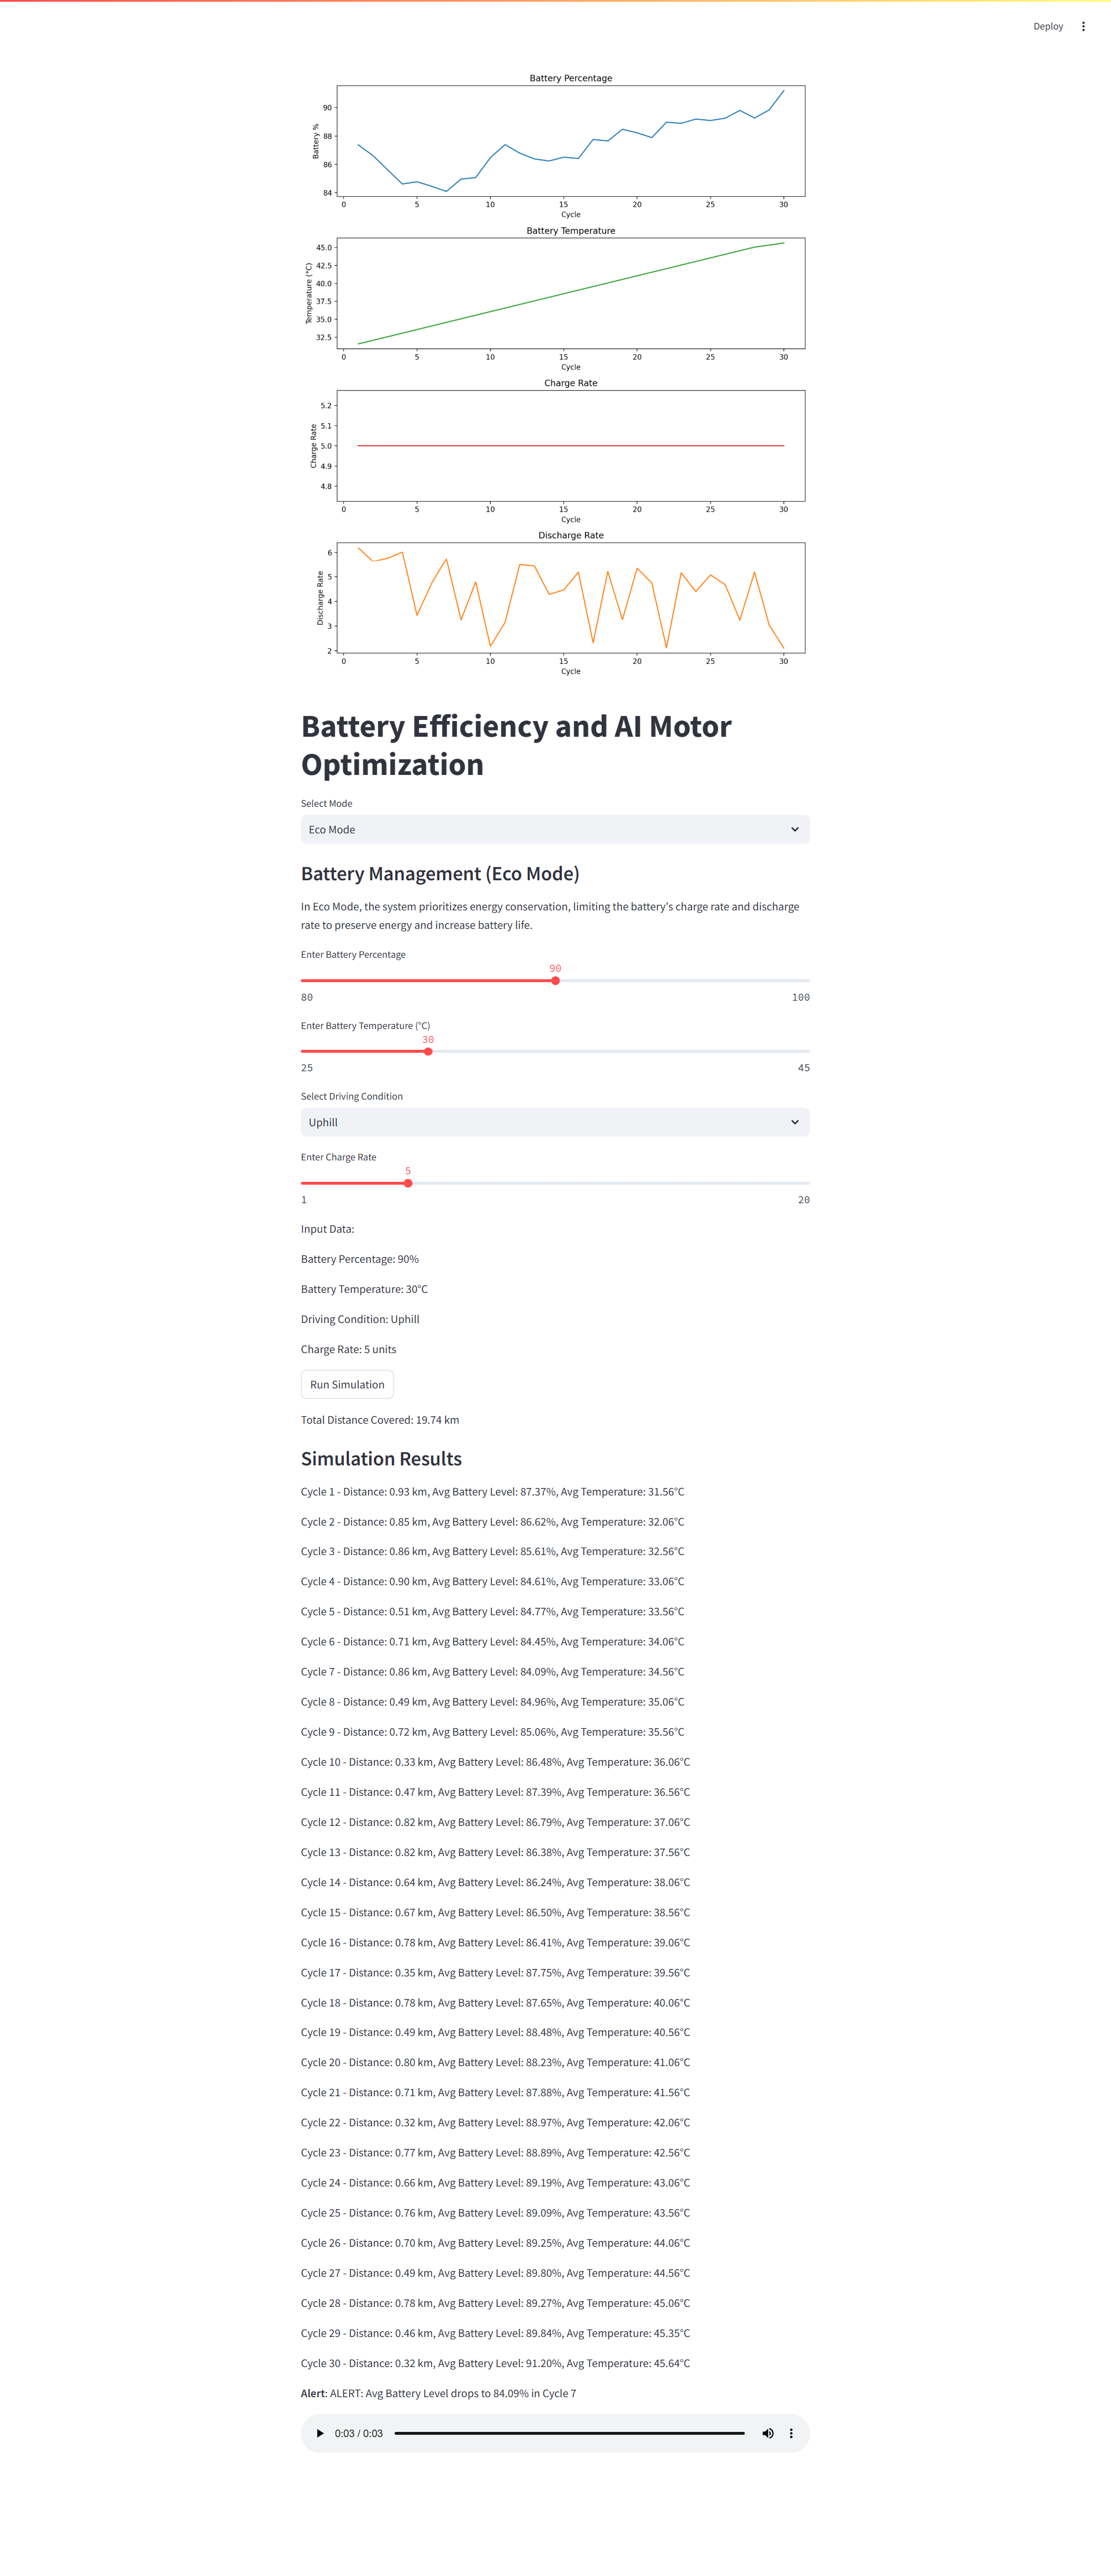 Deploy
Battery Percentage
Battery %
90
88
86
84
0 5 10 15 20 25 30
Cycle
Battery Temperature
Temperature (°C)
45.0
42.5
40.0
37.5
35.0
32.5
0 5 10 15 20 25 30
Cycle
Charge Rate
Charge Rate
5.2
5.1
5.0
4.9
4.8
0 5 10 15 20 25 30
Cycle
Discharge Rate
Discharge Rate
6
5
4
3
2
0 5 10 15 20 25 30
Cycle
Battery Efficiency and AI Motor
Optimization
Select Mode
Eco Mode
Battery Management (Eco Mode)
In Eco Mode, the system prioritizes energy conservation, limiting the battery's charge rate and discharge
rate to preserve energy and increase battery life.
Enter Battery Percentage
90
80 100
Enter Battery Temperature (°C)
30
25 45
Select Driving Condition
Uphill
Enter Charge Rate
5
1 20
Input Data:
Battery Percentage: 90%
Battery Temperature: 30°C
Driving Condition: Uphill
Charge Rate: 5 units
Run Simulation
Total Distance Covered: 19.74 km
Simulation Results
Cycle 1 - Distance: 0.93 km, Avg Battery Level: 87.37%, Avg Temperature: 31.56°C
Cycle 2 - Distance: 0.85 km, Avg Battery Level: 86.62%, Avg Temperature: 32.06°C
Cycle 3 - Distance: 0.86 km, Avg Battery Level: 85.61%, Avg Temperature: 32.56°C
Cycle 4 - Distance: 0.90 km, Avg Battery Level: 84.61%, Avg Temperature: 33.06°C
Cycle 5 - Distance: 0.51 km, Avg Battery Level: 84.77%, Avg Temperature: 33.56°C
Cycle 6 - Distance: 0.71 km, Avg Battery Level: 84.45%, Avg Temperature: 34.06°C
Cycle 7 - Distance: 0.86 km, Avg Battery Level: 84.09%, Avg Temperature: 34.56°C
Cycle 8 - Distance: 0.49 km, Avg Battery Level: 84.96%, Avg Temperature: 35.06°C
Cycle 9 - Distance: 0.72 km, Avg Battery Level: 85.06%, Avg Temperature: 35.56°C
Cycle 10 - Distance: 0.33 km, Avg Battery Level: 86.48%, Avg Temperature: 36.06°C
Cycle 11 - Distance: 0.47 km, Avg Battery Level: 87.39%, Avg Temperature: 36.56°C
Cycle 12 - Distance: 0.82 km, Avg Battery Level: 86.79%, Avg Temperature: 37.06°C
Cycle 13 - Distance: 0.82 km, Avg Battery Level: 86.38%, Avg Temperature: 37.56°C
Cycle 14 - Distance: 0.64 km, Avg Battery Level: 86.24%, Avg Temperature: 38.06°C
Cycle 15 - Distance: 0.67 km, Avg Battery Level: 86.50%, Avg Temperature: 38.56°C
Cycle 16 - Distance: 0.78 km, Avg Battery Level: 86.41%, Avg Temperature: 39.06°C
Cycle 17 - Distance: 0.35 km, Avg Battery Level: 87.75%, Avg Temperature: 39.56°C
Cycle 18 - Distance: 0.78 km, Avg Battery Level: 87.65%, Avg Temperature: 40.06°C
Cycle 19 - Distance: 0.49 km, Avg Battery Level: 88.48%, Avg Temperature: 40.56°C
Cycle 20 - Distance: 0.80 km, Avg Battery Level: 88.23%, Avg Temperature: 41.06°C
Cycle 21 - Distance: 0.71 km, Avg Battery Level: 87.88%, Avg Temperature: 41.56°C
Cycle 22 - Distance: 0.32 km, Avg Battery Level: 88.97%, Avg Temperature: 42.06°C
Cycle 23 - Distance: 0.77 km, Avg Battery Level: 88.89%, Avg Temperature: 42.56°C
Cycle 24 - Distance: 0.66 km, Avg Battery Level: 89.19%, Avg Temperature: 43.06°C
Cycle 25 - Distance: 0.76 km, Avg Battery Level: 89.09%, Avg Temperature: 43.56°C
Cycle 26 - Distance: 0.70 km, Avg Battery Level: 89.25%, Avg Temperature: 44.06°C
Cycle 27 - Distance: 0.49 km, Avg Battery Level: 89.80%, Avg Temperature: 44.56°C
Cycle 28 - Distance: 0.78 km, Avg Battery Level: 89.27%, Avg Temperature: 45.06°C
Cycle 29 - Distance: 0.46 km, Avg Battery Level: 89.84%, Avg Temperature: 45.35°C
Cycle 30 - Distance: 0.32 km, Avg Battery Level: 91.20%, Avg Temperature: 45.64°C
Alert: ALERT: Avg Battery Level drops to 84.09% in Cycle 7
0:03 / 0:03